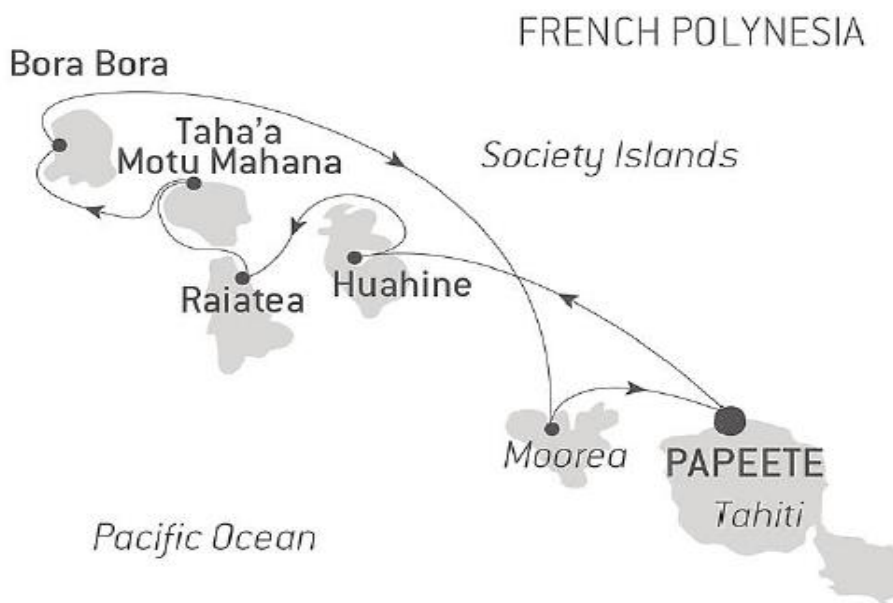 FRENCH POLYNESIA
Bora Bora
Taha'a
Motu Mahana
Society Islands
Raiatea
Huahine
Moorea
PAPEETE
Tahiti
Pacific Ocean